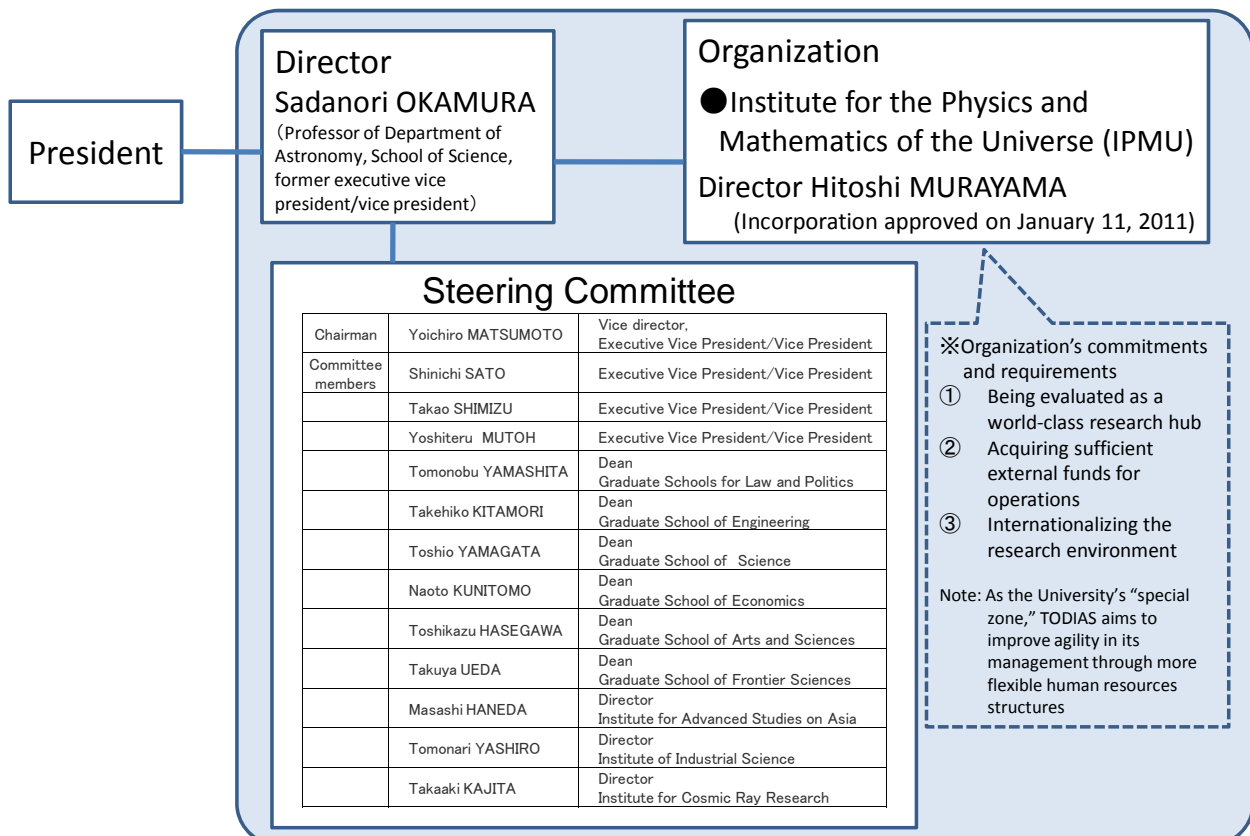 President
Director
Sadanori OKAMURA
（Professor of Department of
Astronomy, School of Science,
former executive vice
president/vice president）
Organization
●Institute for the Physics and
Mathematics of the Universe (IPMU)
Director Hitoshi MURAYAMA
(Incorporation approved on January 11, 2011)
Steering Committee
Chairman Yoichiro MATSUMOTO Vice director,
Executive Vice President/Vice President
Committee
members Shinichi SATO Executive Vice President/Vice President
Takao SHIMIZU Executive Vice President/Vice President
Yoshiteru MUTOH Executive Vice President/Vice President
Tomonobu YAMASHITA Dean
Graduate Schools for Law and Politics
Takehiko KITAMORI Dean
Graduate School of Engineering
Toshio YAMAGATA Dean
Graduate School of Science
Naoto KUNITOMO Dean
Graduate School of Economics
Toshikazu HASEGAWA Dean
Graduate School of Arts and Sciences
Takuya UEDA Dean
Graduate School of Frontier Sciences
Masashi HANEDA Director
Institute for Advanced Studies on Asia
Tomonari YASHIRO Director
Institute of Industrial Science
Takaaki KAJITA Director
Institute for Cosmic Ray Research
※Organization's commitments
and requirements
① Being evaluated as a
world-class research hub
② Acquiring sufficient
external funds for
operations
③ Internationalizing the
research environment
Note: As the University's “special
zone,” TODIAS aims to
improve agility in its
management through more
flexible human resources
structures